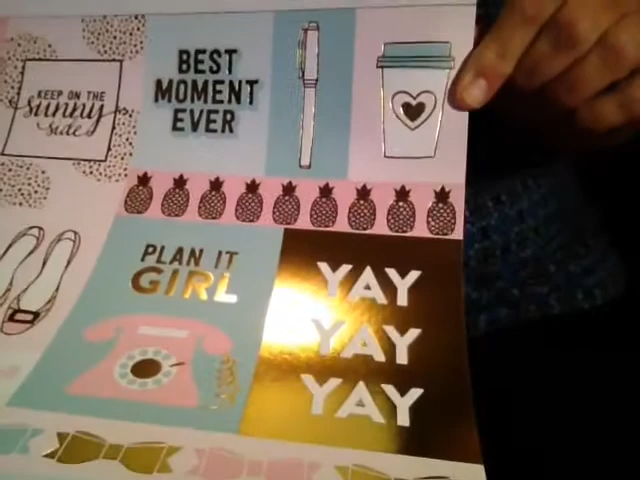 KEEP ON THE
sunny
side
BEST
MOMENT
EVER
PLAN IT
GIRL
YAY
YAY
YAY